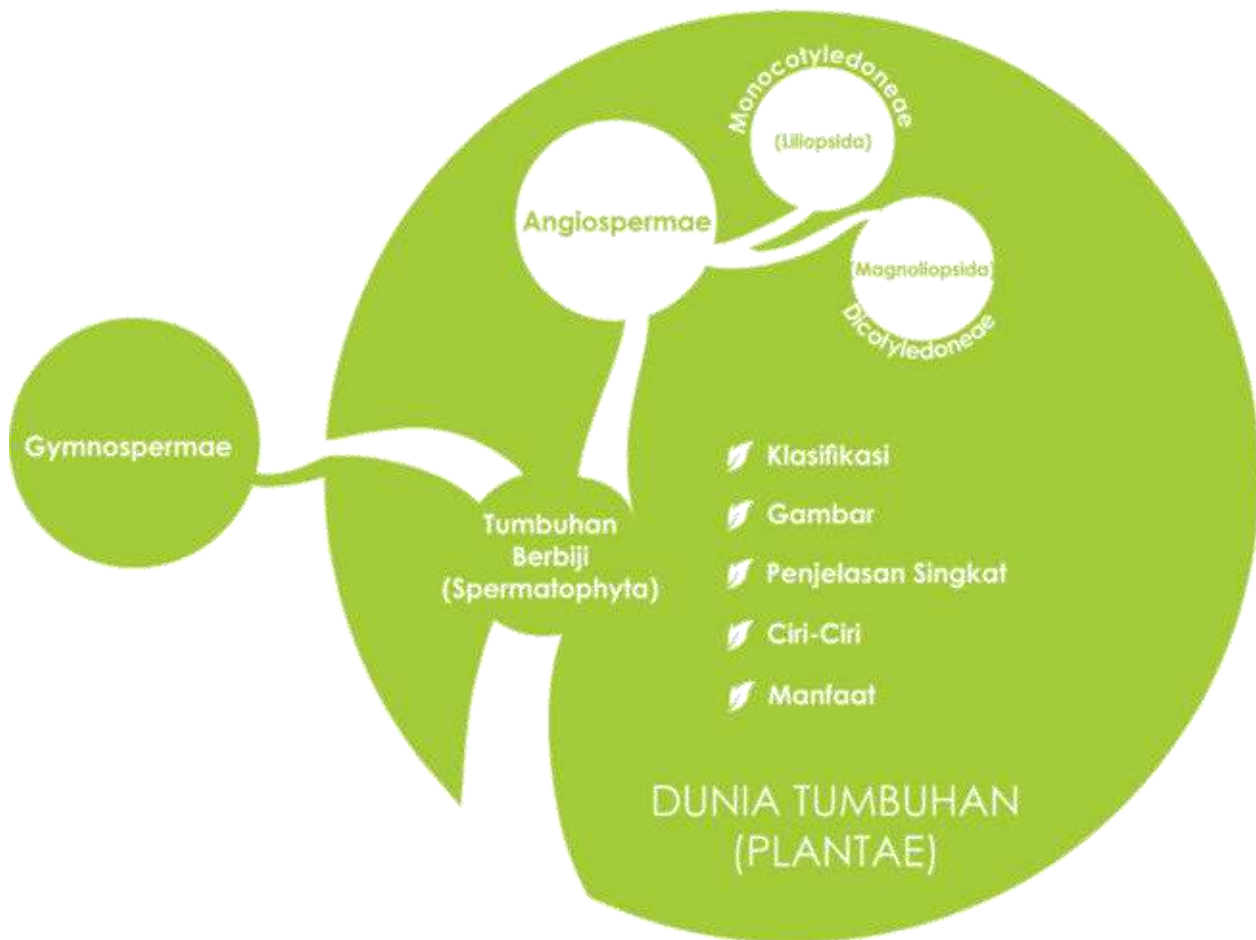 Monocotyledoneae
(Liliopsida)
Angiospermae
(Magnoliopsida)
Dicotyledoneae
Gymnospermae
Tumbuhan
Berbiji
(Spermatophyta)
Klasifikasi
Gambar
Penjelasan Singkat
Ciri-Ciri
Manfaat
DUNIA TUMBUHAN
(PLANTAE)